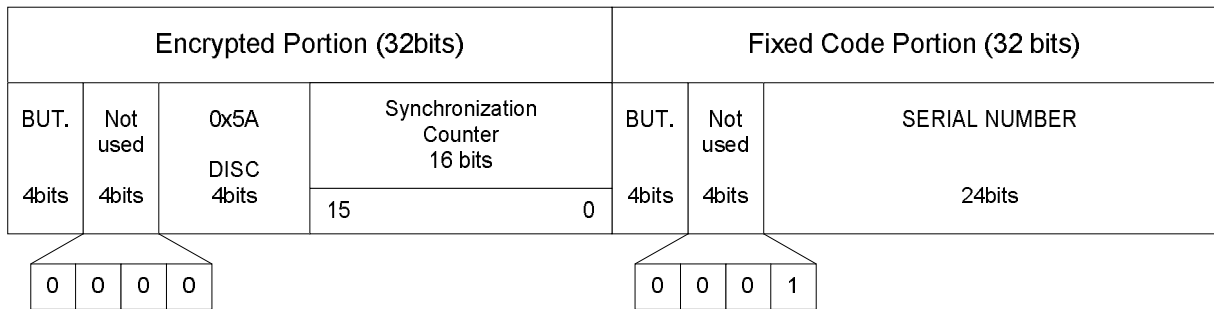 Encrypted Portion (32bits)
Fixed Code Portion (32 bits)
BUT.
4bits
Not
used
4bits
0x5A
DISC
4bits
Synchronization
Counter
16 bits
15 0
BUT.
4bits
Not
used
4bits
SERIAL NUMBER
24bits
0 0 0 0
0 0 0 1